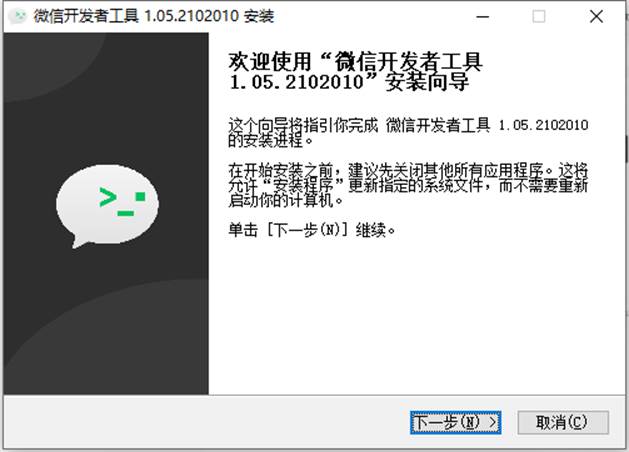 微信开发者工具 1.05.2102010 安装
欢迎使用“微信开发者工具
1.05.2102010”安装向导
这个向导将指引你完成 微信开发者工具 1.05.2102010
的安装进程。
在开始安装之前，建议先关闭其他所有应用程序。这将
允许“安装程序”更新指定的系统文件，而不需要重新
启动你的计算机。
单击 [下一步(N)] 继续。
下一步(N) >
取消(C)